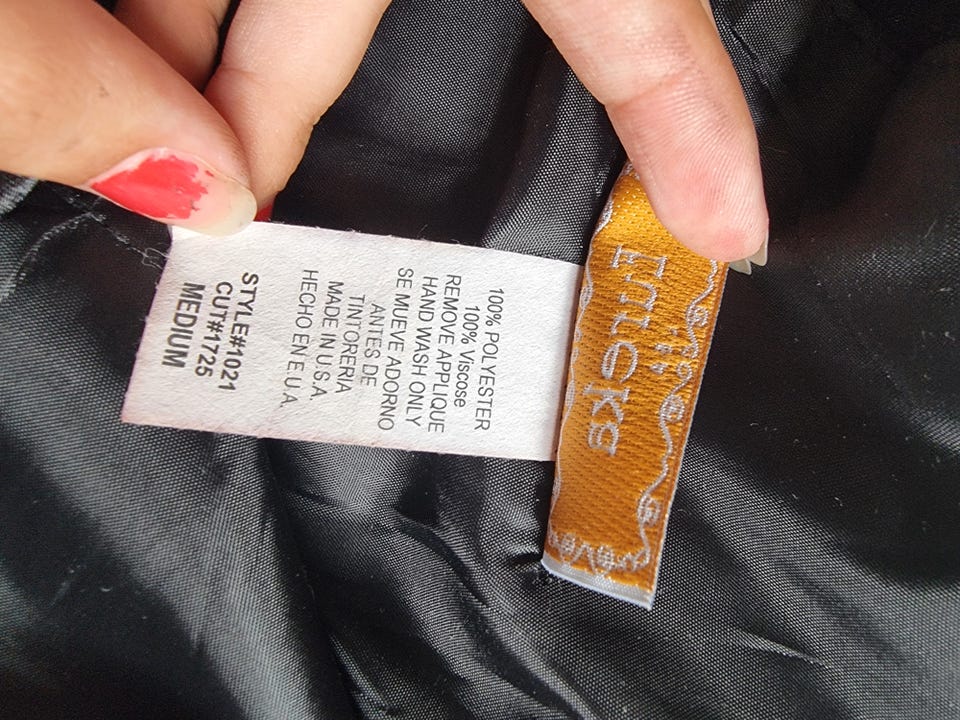 100% POLYESTER
100% Viscose
REMOVE APPLIQUE
HAND WASH ONLY
SE MUEVE ADORNO
ANTES DE
TINTORERIA
MADE IN U.S.A.
HECHO EN E.U.A.
STYLE#1021
CUT#1725
MEDIUM